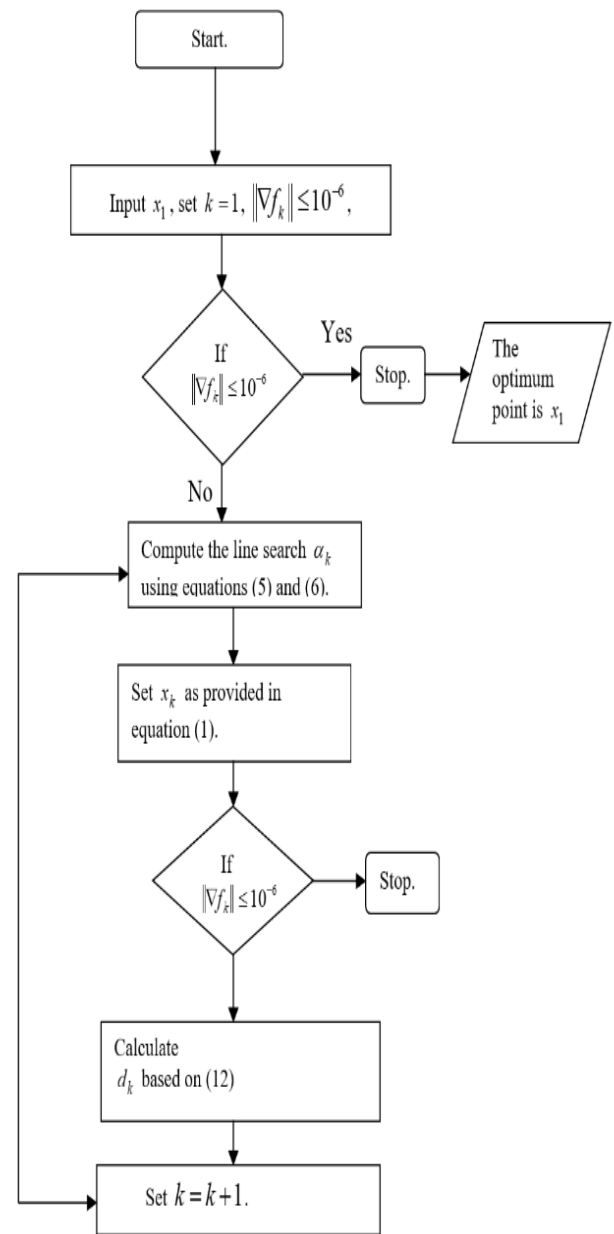 Start.
Input x₁, set k = 1, ‖∇fₖ‖ ≤ 10⁻⁶,
If
‖∇fₖ‖ ≤ 10⁻⁶
Yes
Stop.
The
optimum
point is x₁
No
Compute the line search αₖ
using equations (5) and (6).
Set xₖ as provided in
equation (1).
If
‖∇fₖ‖ ≤ 10⁻⁶
Stop.
Calculate
dₖ based on (12)
Set k = k + 1.